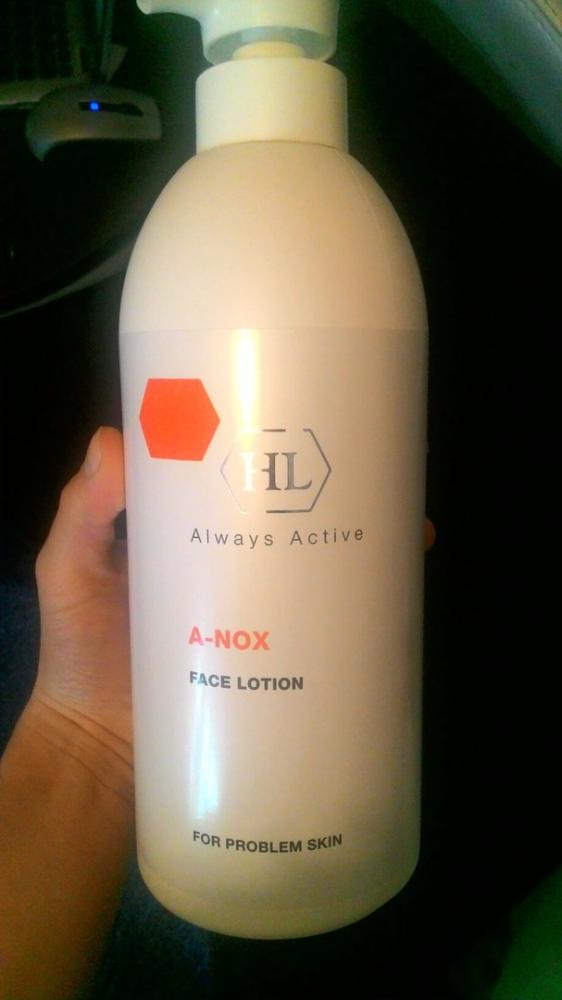 HL
Always Active
A-NOX
FACE LOTION
FOR PROBLEM SKIN